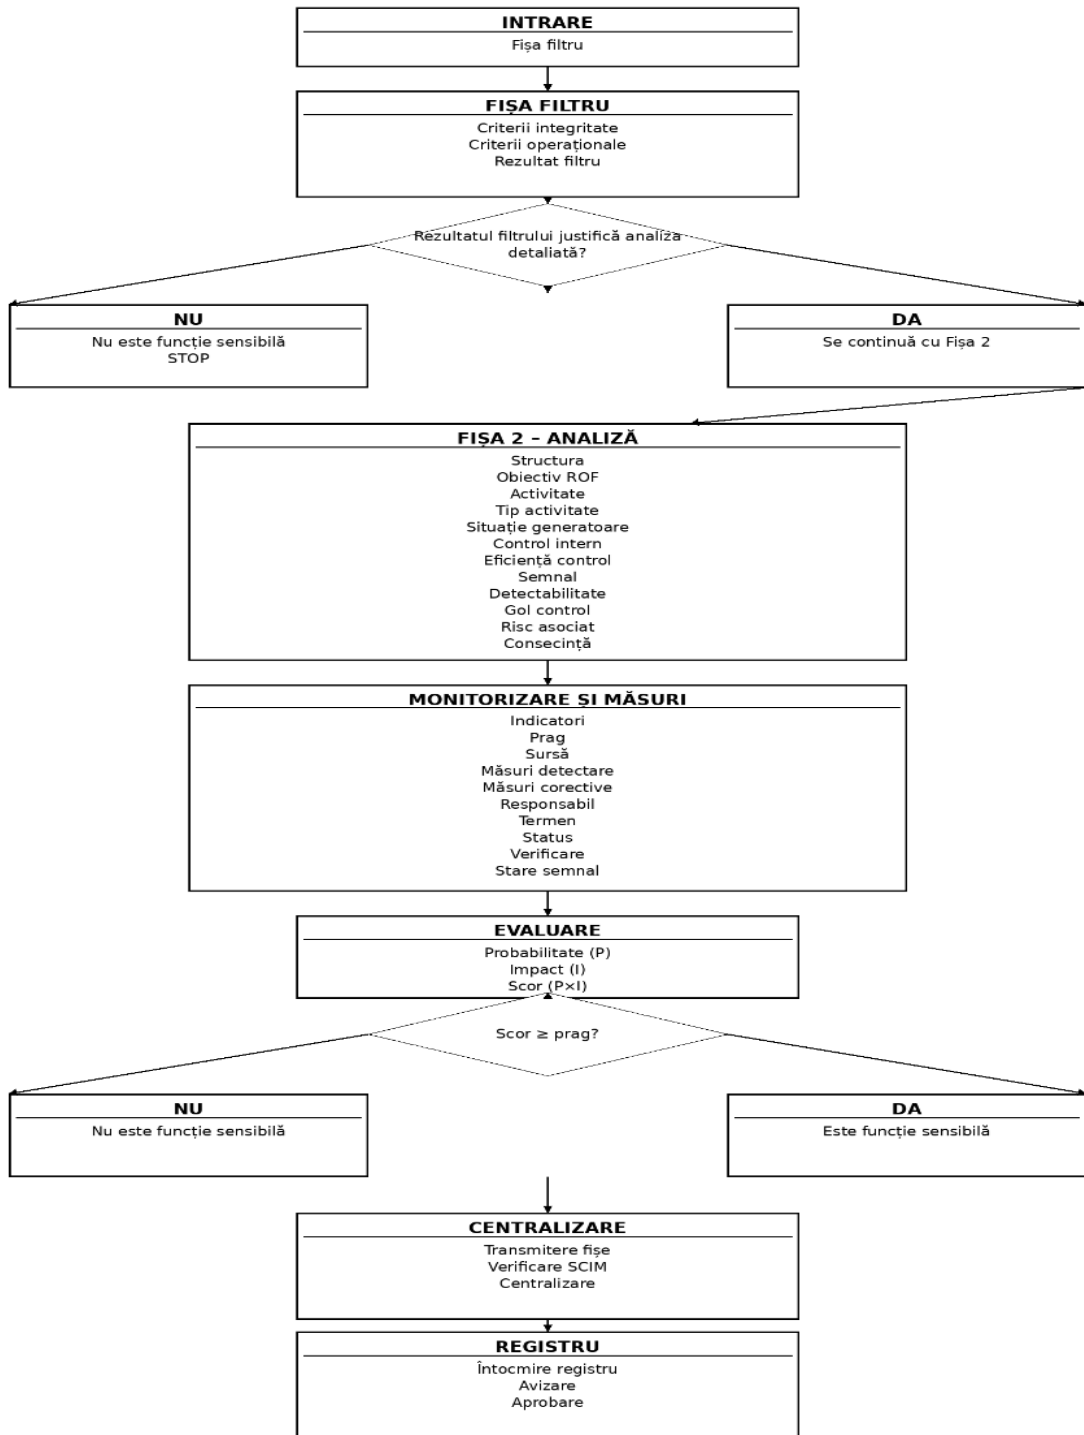 INTRARE
Fișa filtru
FIȘA FILTRU
Criterii integritate
Criterii operaționale
Rezultat filtru
Rezultatul filtrului justifică analiza
detaliată?
NU
Nu este funcție sensibilă
STOP
DA
Se continuă cu Fișa 2
FIȘA 2 – ANALIZĂ
Structura
Obiectiv ROF
Activitate
Tip activitate
Situație generatoare
Control intern
Eficiență control
Semnal
Detectabilitate
Gol control
Risc asociat
Consecință
MONITORIZARE ȘI MĂSURI
Indicatori
Prag
Sursă
Măsuri detectare
Măsuri corective
Responsabil
Termen
Status
Verificare
Stare semnal
EVALUARE
Probabilitate (P)
Impact (I)
Scor (P×I)
Scor ≥ prag?
NU
Nu este funcție sensibilă
DA
Este funcție sensibilă
CENTRALIZARE
Transmitere fișe
Verificare SCIM
Centralizare
REGISTRU
Întocmire registru
Avizare
Aprobare